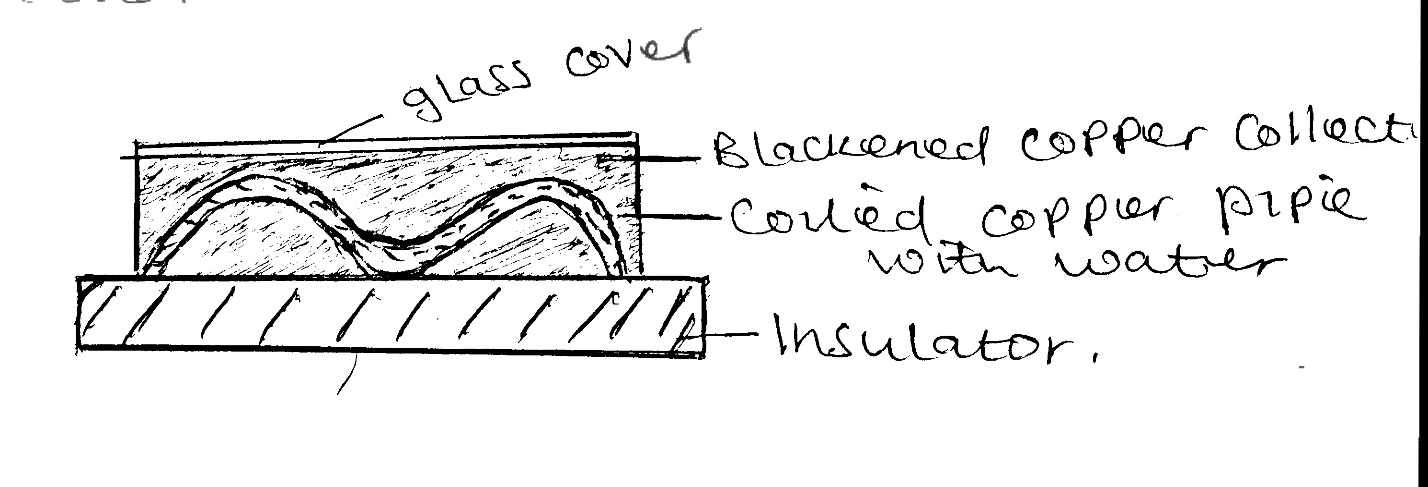 glass cover
Blackened copper collect
Coiled copper pipe
with water
Insulator.